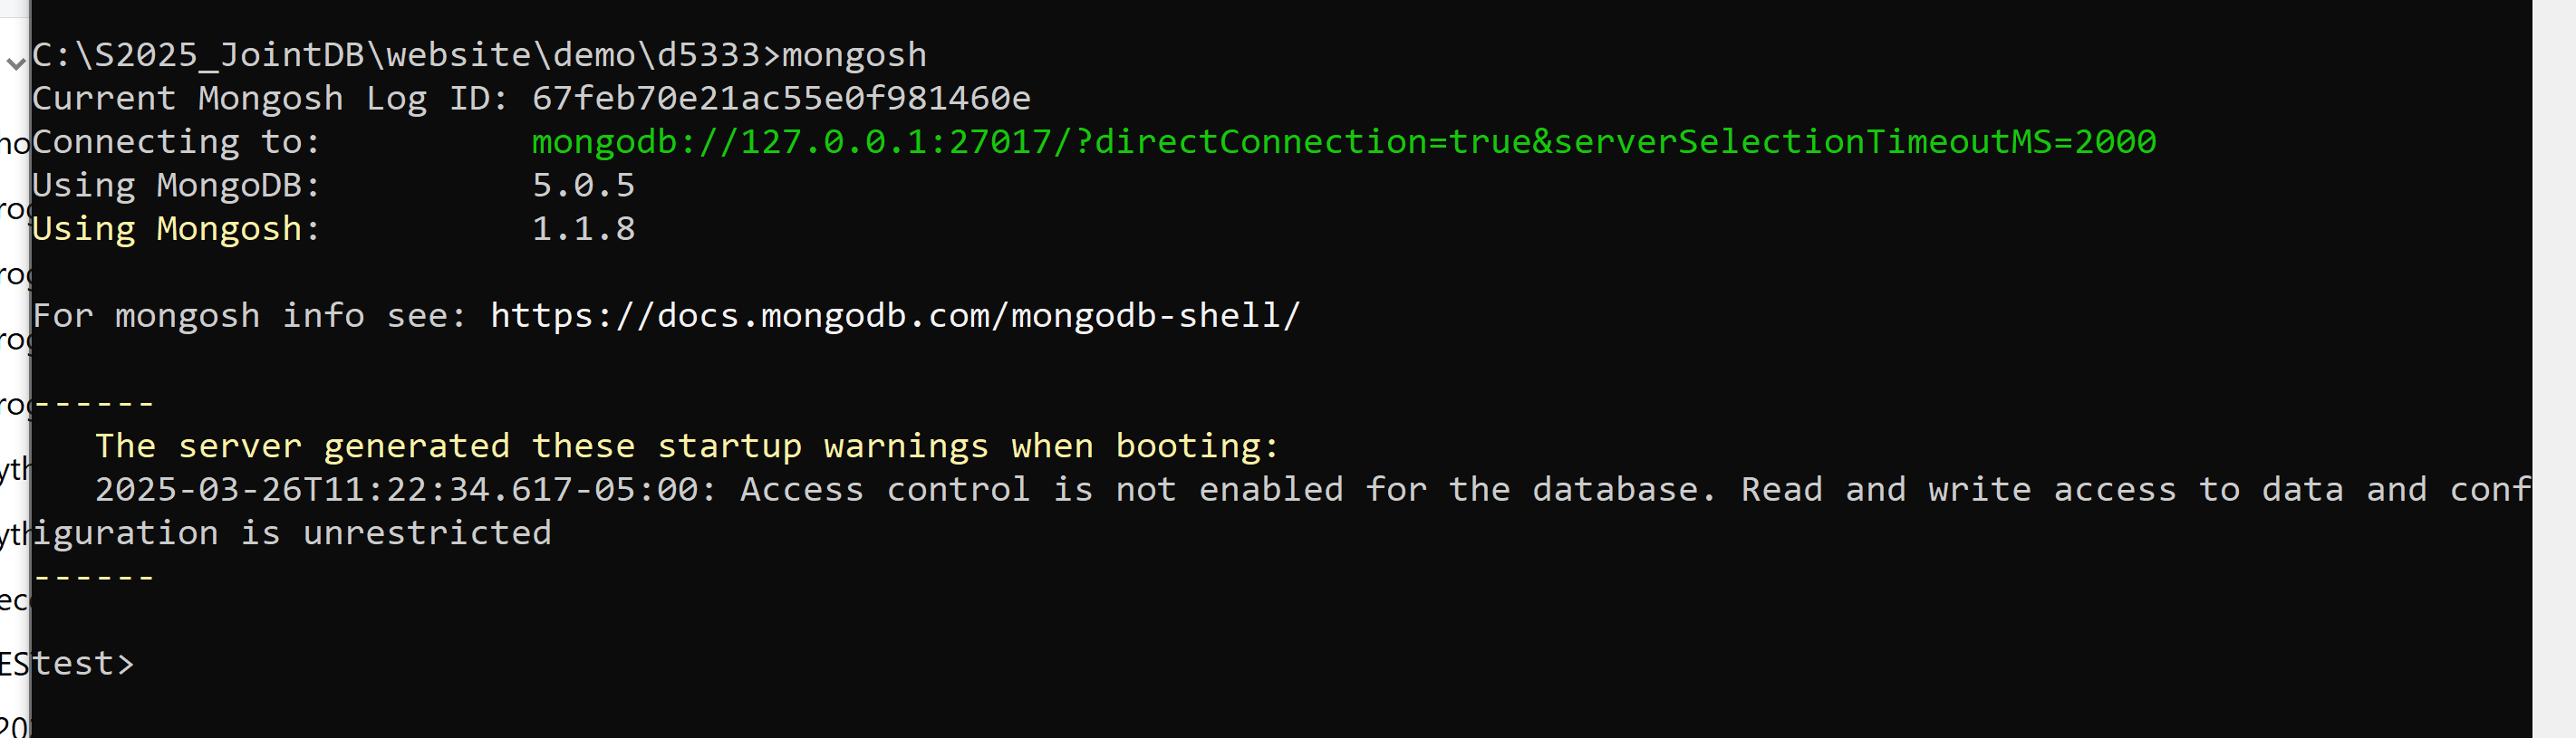 C:\S2025_JointDB\website\demo\d5333>mongosh
Current Mongosh Log ID: 67feb70e21ac55e0f981460e
Connecting to: mongodb://127.0.0.1:27017/?directConnection=true&serverSelectionTimeoutMS=2000
Using MongoDB: 5.0.5
Using Mongosh: 1.1.8
For mongosh info see: https://docs.mongodb.com/mongodb-shell/
------
The server generated these startup warnings when booting:
2025-03-26T11:22:34.617-05:00: Access control is not enabled for the database. Read and write access to data and conf
iguration is unrestricted
------
test>